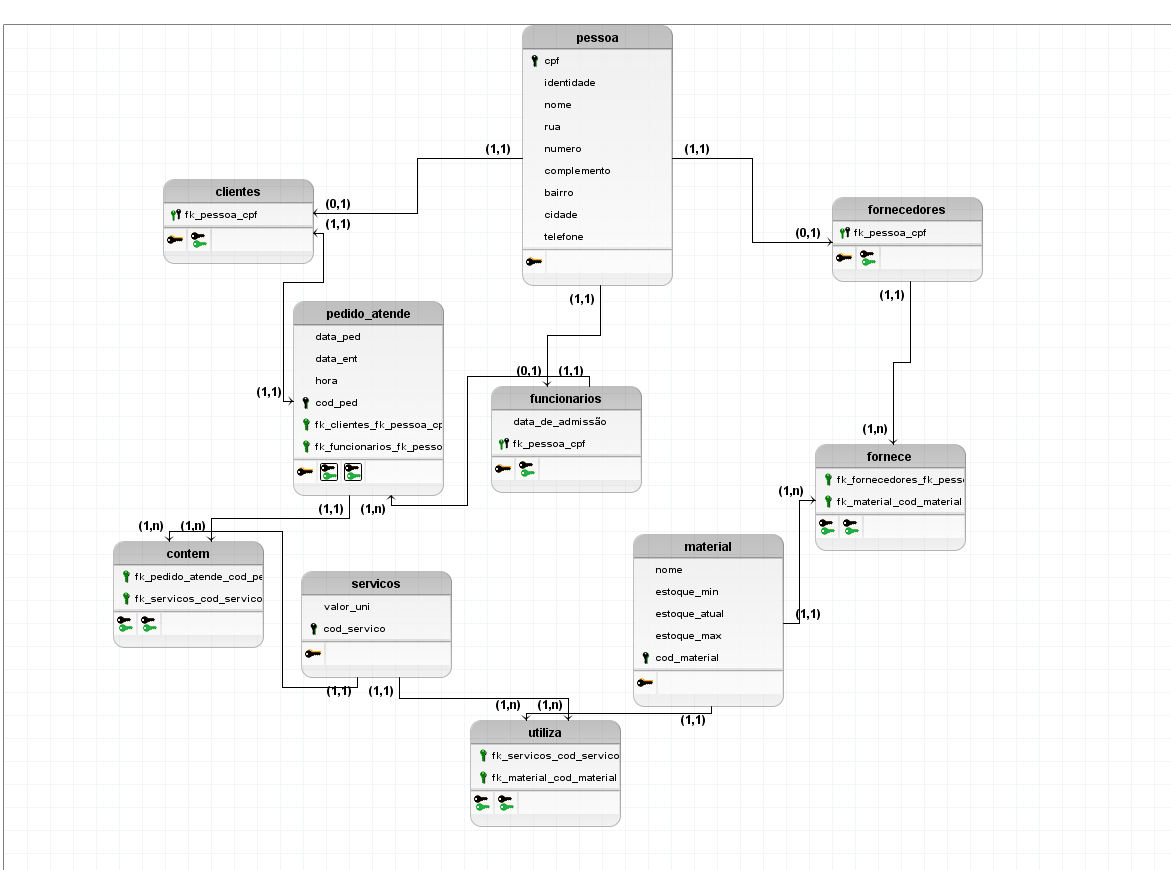 pessoa
cpf
identidade
nome
rua
numero
complemento
bairro
cidade
telefone
(1,1)
(1,1)
(1,1)
clientes
fk_pessoa_cpf
(0,1)
(1,1)
fornecedores
fk_pessoa_cpf
(0,1)
(1,1)
pedido_atende
data_ped
data_ent
hora
cod_ped
fk_clientes_fk_pessoa_cp
fk_funcionarios_fk_pesso
(1,1)
(1,1)
(1,n)
(0,1)
(1,1)
funcionarios
data_de_admissão
fk_pessoa_cpf
(1,n)
fornece
fk_fornecedores_fk_pess
fk_material_cod_material
(1,n)
(1,n)
(1,n)
contem
fk_pedido_atende_cod_pe
fk_servicos_cod_servico
servicos
valor_uni
cod_servico
(1,1)
(1,1)
material
nome
estoque_min
estoque_atual
estoque_max
cod_material
(1,1)
(1,1)
(1,n)
(1,n)
utiliza
fk_servicos_cod_servico
fk_material_cod_material